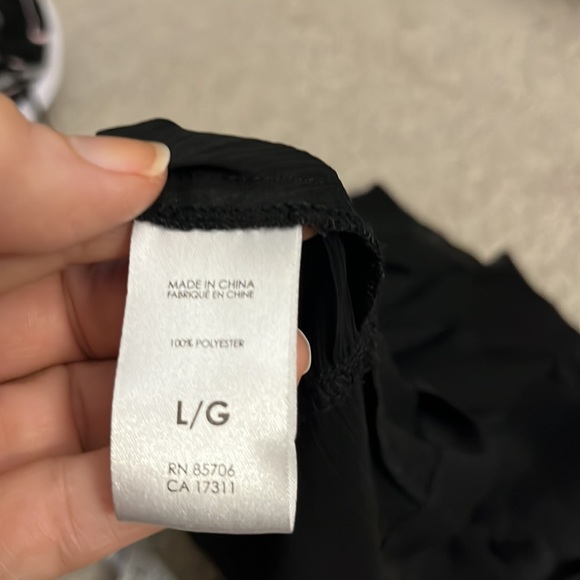 MADE IN CHINA
FABRIQUÉ EN CHINE
100% POLYESTER
L/G
RN 85706
CA 17311